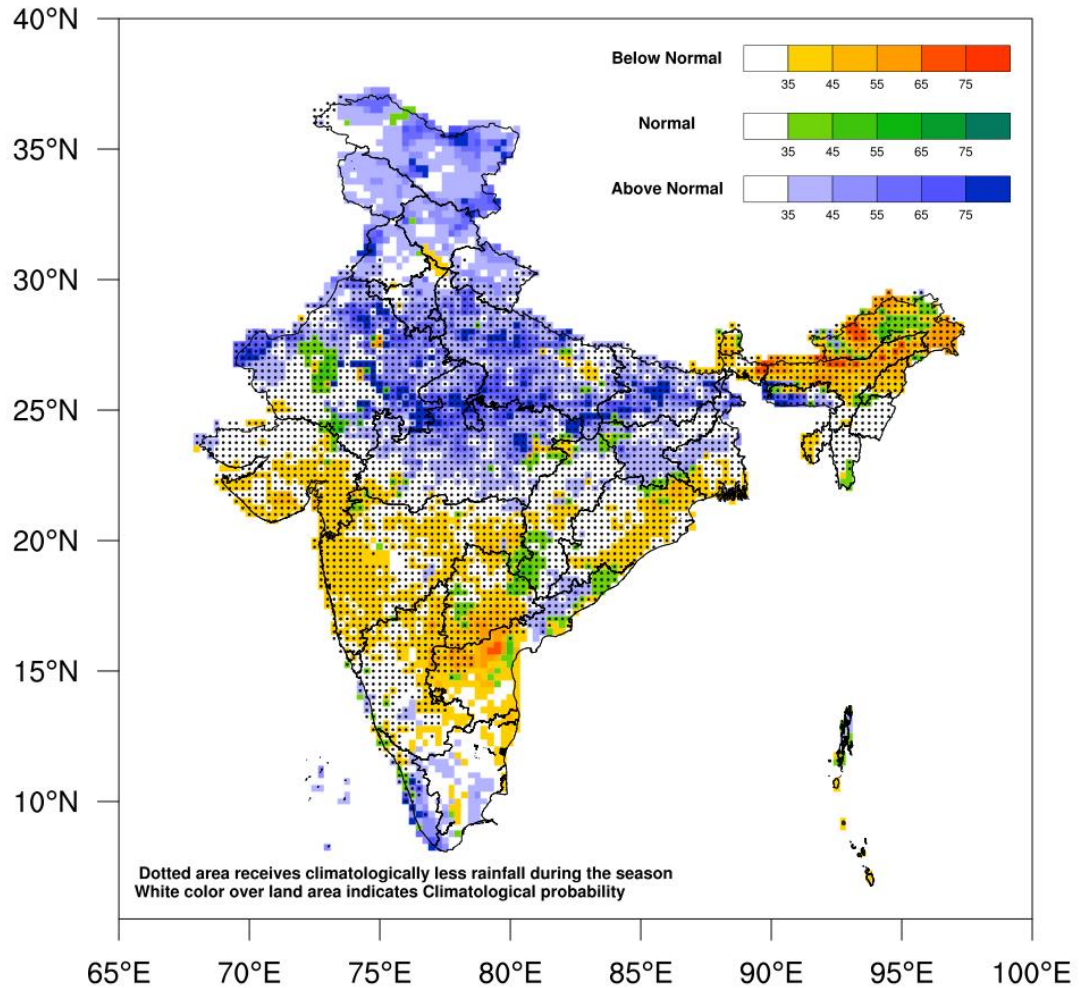 40°N
Below Normal
35 45 55 65 75
Normal
35 45 55 65 75
35°N
Above Normal
35 45 55 65 75
30°N
25°N
20°N
15°N
10°N
Dotted area receives climatologically less rainfall during the season
White color over land area indicates Climatological probability
65°E 70°E 75°E 80°E 85°E 90°E 95°E 100°E